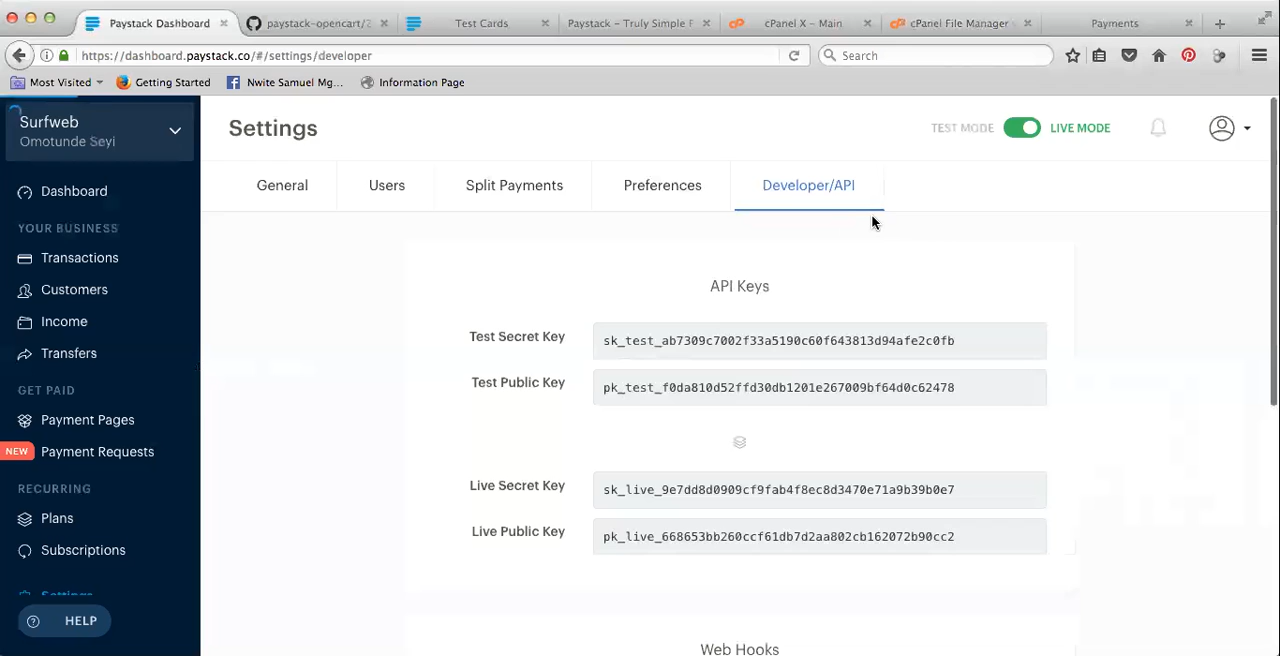 Paystack Dashboard
paystack-opencart/2
Test Cards
Paystack – Truly Simple F
cPanel X – Main
cPanel File Manager
Payments
https://dashboard.paystack.co/#/settings/developer
Search
Most Visited
Getting Started
Nwite Samuel Mg...
Information Page
Surfweb
Omotunde Seyi
Settings
TEST MODE
LIVE MODE
General
Users
Split Payments
Preferences
Developer/API
Dashboard
YOUR BUSINESS
Transactions
Customers
Income
Transfers
GET PAID
Payment Pages
NEW
Payment Requests
RECURRING
Plans
Subscriptions
Settings
HELP
API Keys
Test Secret Key
sk_test_ab7309c7002f33a5190c60f643813d94afe2c0fb
Test Public Key
pk_test_f0da810d52ffd30db1201e267009bf64d0c62478
Live Secret Key
sk_live_9e7dd8d0909cf9fab4f8ec8d3470e71a9b39b0e7
Live Public Key
pk_live_668653bb260ccf61db7d2aa802cb162072b90cc2
Web Hooks